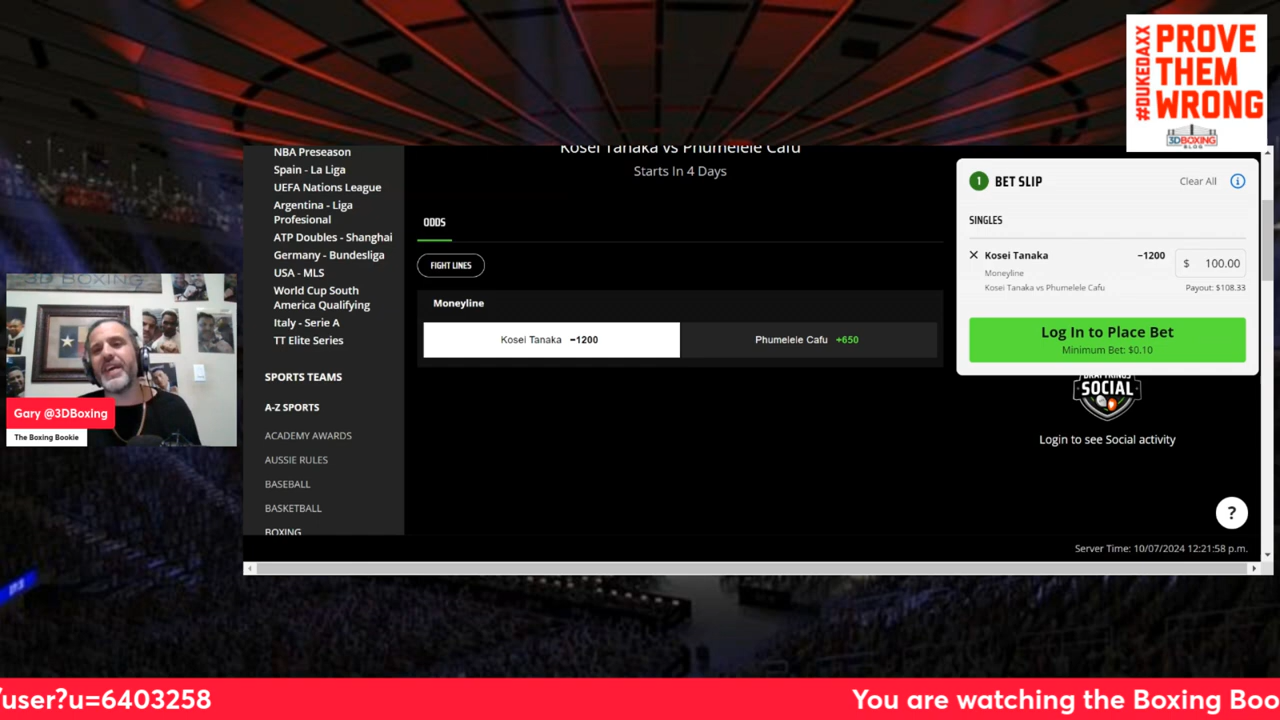 #DUKEDAXX
PROVE
THEM
WRONG
3DBOXING
BLOG
NBA Preseason
Spain - La Liga
UEFA Nations League
Argentina - Liga
Profesional
ATP Doubles - Shanghai
Germany - Bundesliga
USA - MLS
World Cup South
America Qualifying
Italy - Serie A
TT Elite Series
SPORTS TEAMS
A-Z SPORTS
ACADEMY AWARDS
AUSSIE RULES
BASEBALL
BASKETBALL
BOXING
Kosei Tanaka vs Phumelele Cafu
Starts In 4 Days
ODDS
FIGHT LINES
Moneyline
Kosei Tanaka −1200
Phumelele Cafu +650
1 BET SLIP
Clear All
SINGLES
Kosei Tanaka −1200
$ 100.00
Moneyline
Kosei Tanaka vs Phumelele Cafu
Payout: $108.33
Log In to Place Bet
Minimum Bet: $0.10
DRAFTKINGS
SOCIAL
Login to see Social activity
?
Server Time: 10/07/2024 12:21:58 p.m.
3D BOXING
Gary @3DBoxing
The Boxing Bookie
/user?u=6403258
You are watching the Boxing Boo